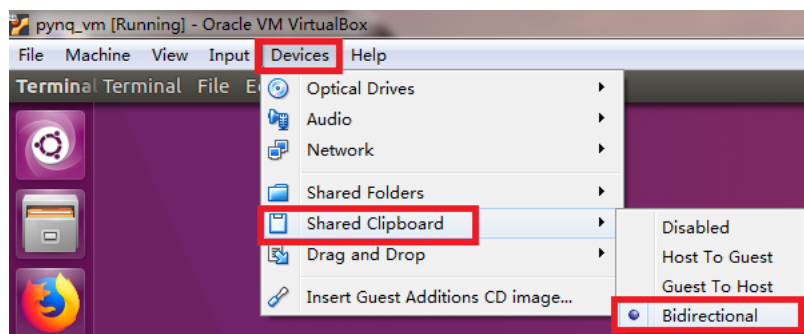 pynq_vm [Running] - Oracle VM VirtualBox
File Machine View Input Devices Help
Terminal Terminal File E
Optical Drives
Audio
Network
Shared Folders
Shared Clipboard
Drag and Drop
Insert Guest Additions CD image...
Disabled
Host To Guest
Guest To Host
Bidirectional